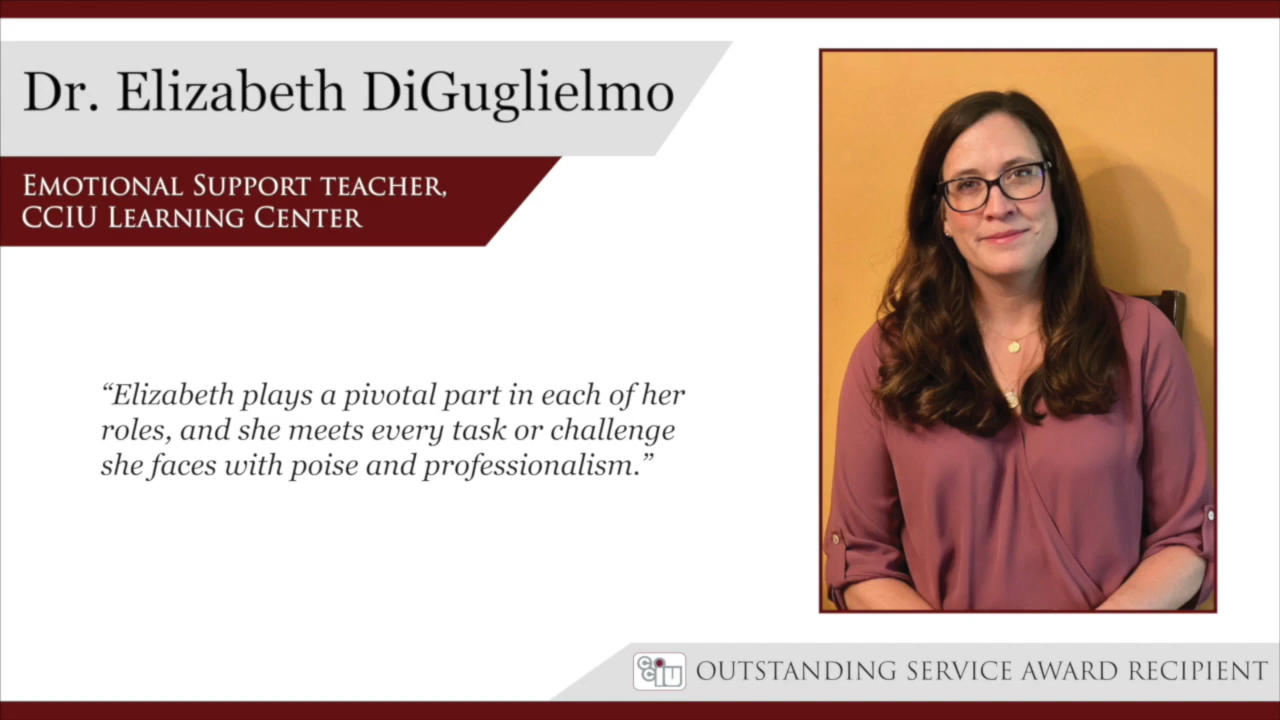 Dr. Elizabeth DiGuglielmo
EMOTIONAL SUPPORT TEACHER,
CCIU LEARNING CENTER
“Elizabeth plays a pivotal part in each of her
roles, and she meets every task or challenge
she faces with poise and professionalism.”
CCIU OUTSTANDING SERVICE AWARD RECIPIENT